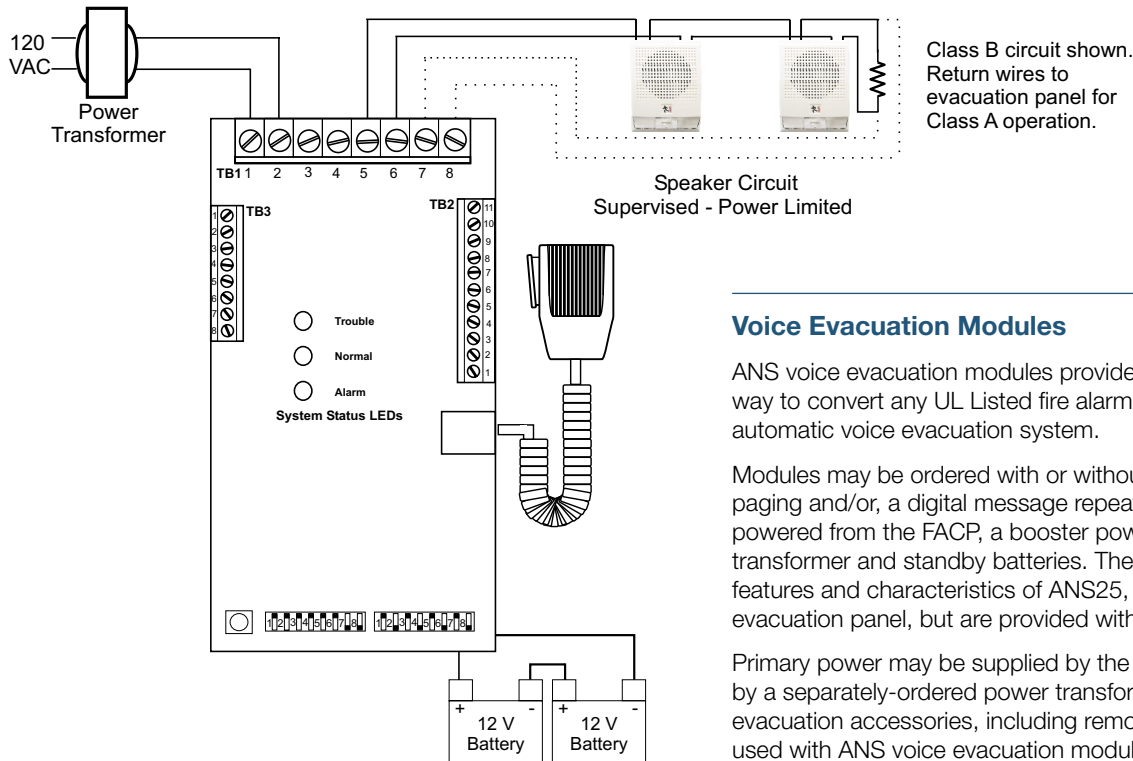 120
VAC
Power
Transformer
Class B circuit shown.
Return wires to
evacuation panel for
Class A operation.
Speaker Circuit
Supervised - Power Limited
TB1 1 2 3 4 5 6 7 8
TB3
1
2
3
4
5
6
7
8
TB2
11
10
9
8
7
6
5
4
3
2
1
Trouble
Normal
Alarm
System Status LEDs
1 2 3 4 5 6 7 8 1 2 3 4 5 6 7 8
+ - + -
12 V
Battery
12 V
Battery
Voice Evacuation Modules
ANS voice evacuation modules provide
way to convert any UL Listed fire alarm
automatic voice evacuation system.
Modules may be ordered with or withou
paging and/or, a digital message repeat
powered from the FACP, a booster pow
transformer and standby batteries. The
features and characteristics of ANS25,
evacuation panel, but are provided with
Primary power may be supplied by the
by a separately-ordered power transfor
evacuation accessories, including remo
used with ANS voice evacuation modul